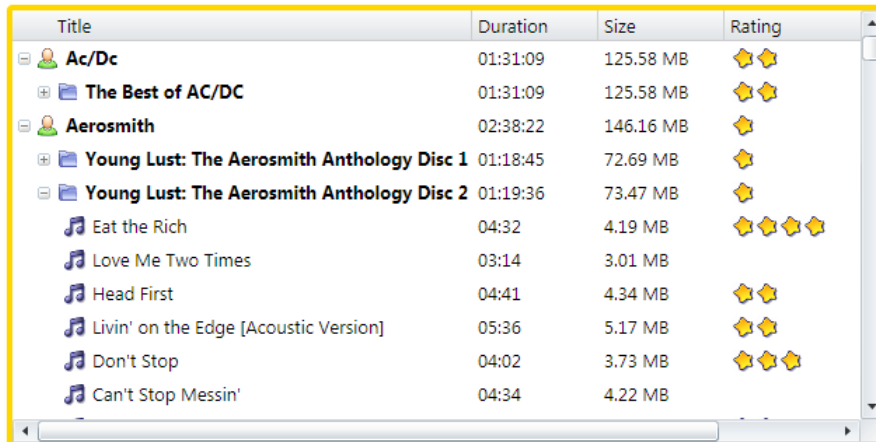 Title Duration Size Rating
Ac/Dc 01:31:09 125.58 MB
The Best of AC/DC 01:31:09 125.58 MB
Aerosmith 02:38:22 146.16 MB
Young Lust: The Aerosmith Anthology Disc 1 01:18:45 72.69 MB
Young Lust: The Aerosmith Anthology Disc 2 01:19:36 73.47 MB
Eat the Rich 04:32 4.19 MB
Love Me Two Times 03:14 3.01 MB
Head First 04:41 4.34 MB
Livin' on the Edge [Acoustic Version] 05:36 5.17 MB
Don't Stop 04:02 3.73 MB
Can't Stop Messin' 04:34 4.22 MB